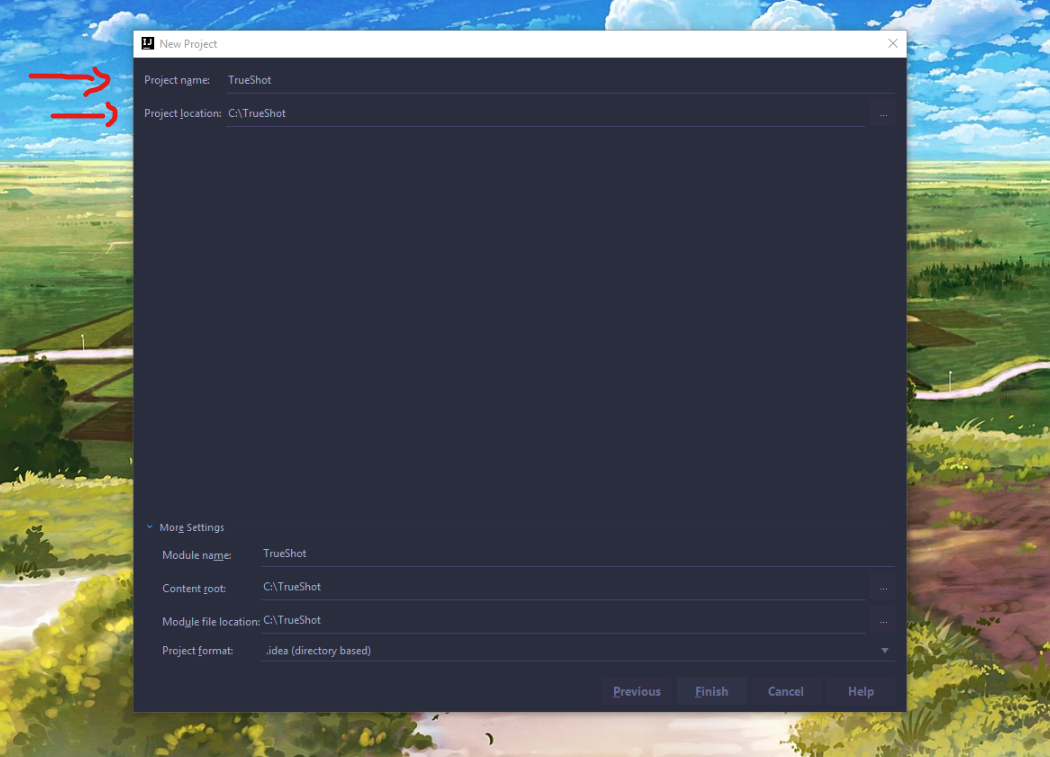 IJ New Project
Project name: TrueShot
Project location: C:\TrueShot ...
More Settings
Module name: TrueShot
Content root: C:\TrueShot ...
Module file location: C:\TrueShot ...
Project format: .idea (directory based)
Previous Finish Cancel Help